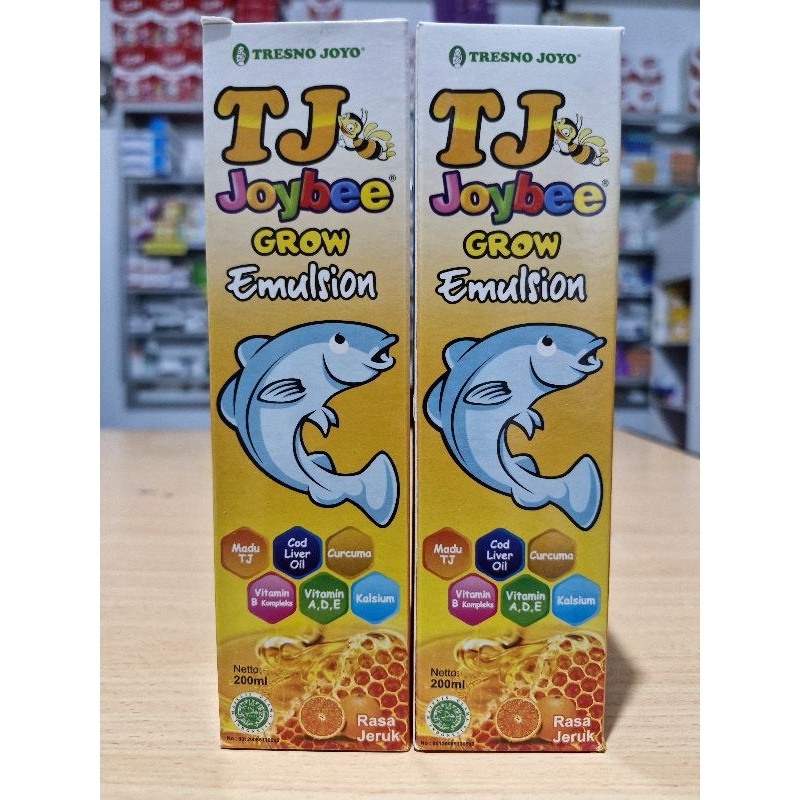 TRESNO JOYO®
TJ
Joybee®
GROW
Emulsion
Madu
TJ
Cod
Liver
Oil
Curcuma
Vitamin
B Kompleks
Vitamin
A,D,E
Kalsium
Netto:
200ml
Rasa
Jeruk
TRESNO JOYO®
TJ
Joybee®
GROW
Emulsion
Madu
TJ
Cod
Liver
Oil
Curcuma
Vitamin
B Kompleks
Vitamin
A,D,E
Kalsium
Netto:
200ml
Rasa
Jeruk